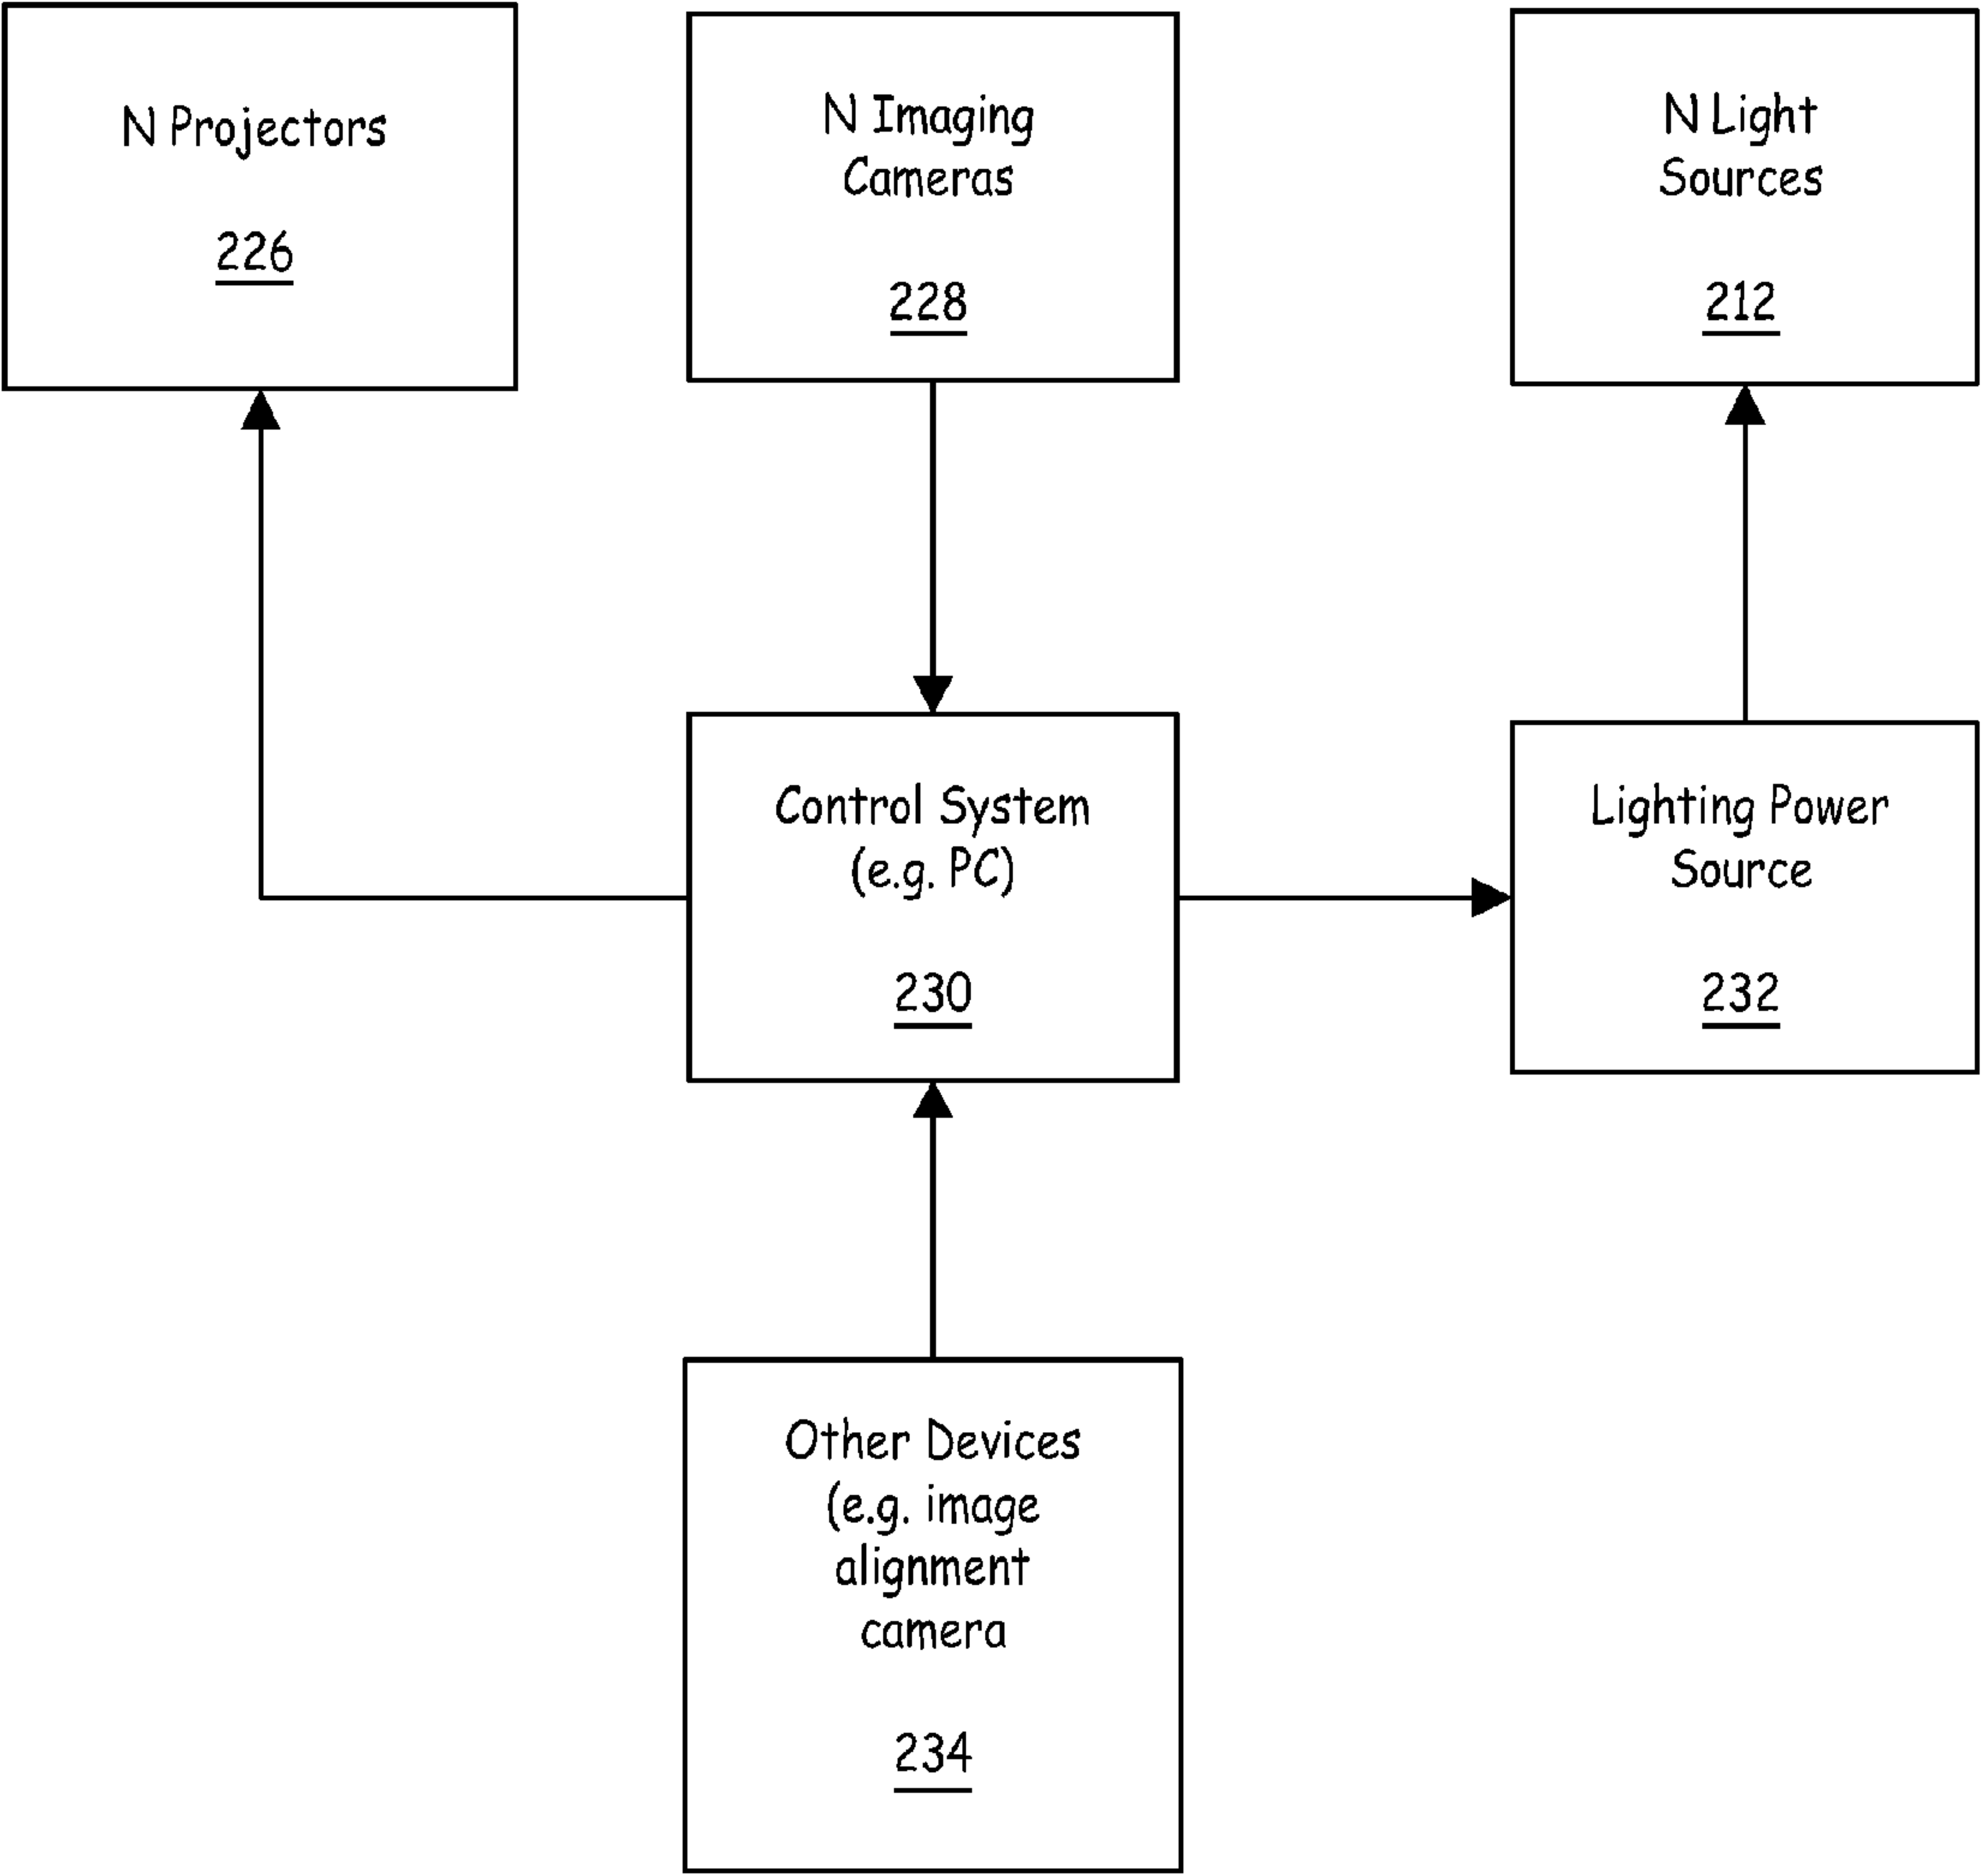 N Projectors
226
N Imaging
Cameras
228
N Light
Sources
212
Control System
(e.g. PC)
230
Lighting Power
Source
232
Other Devices
(e.g. image
alignment
camera
234